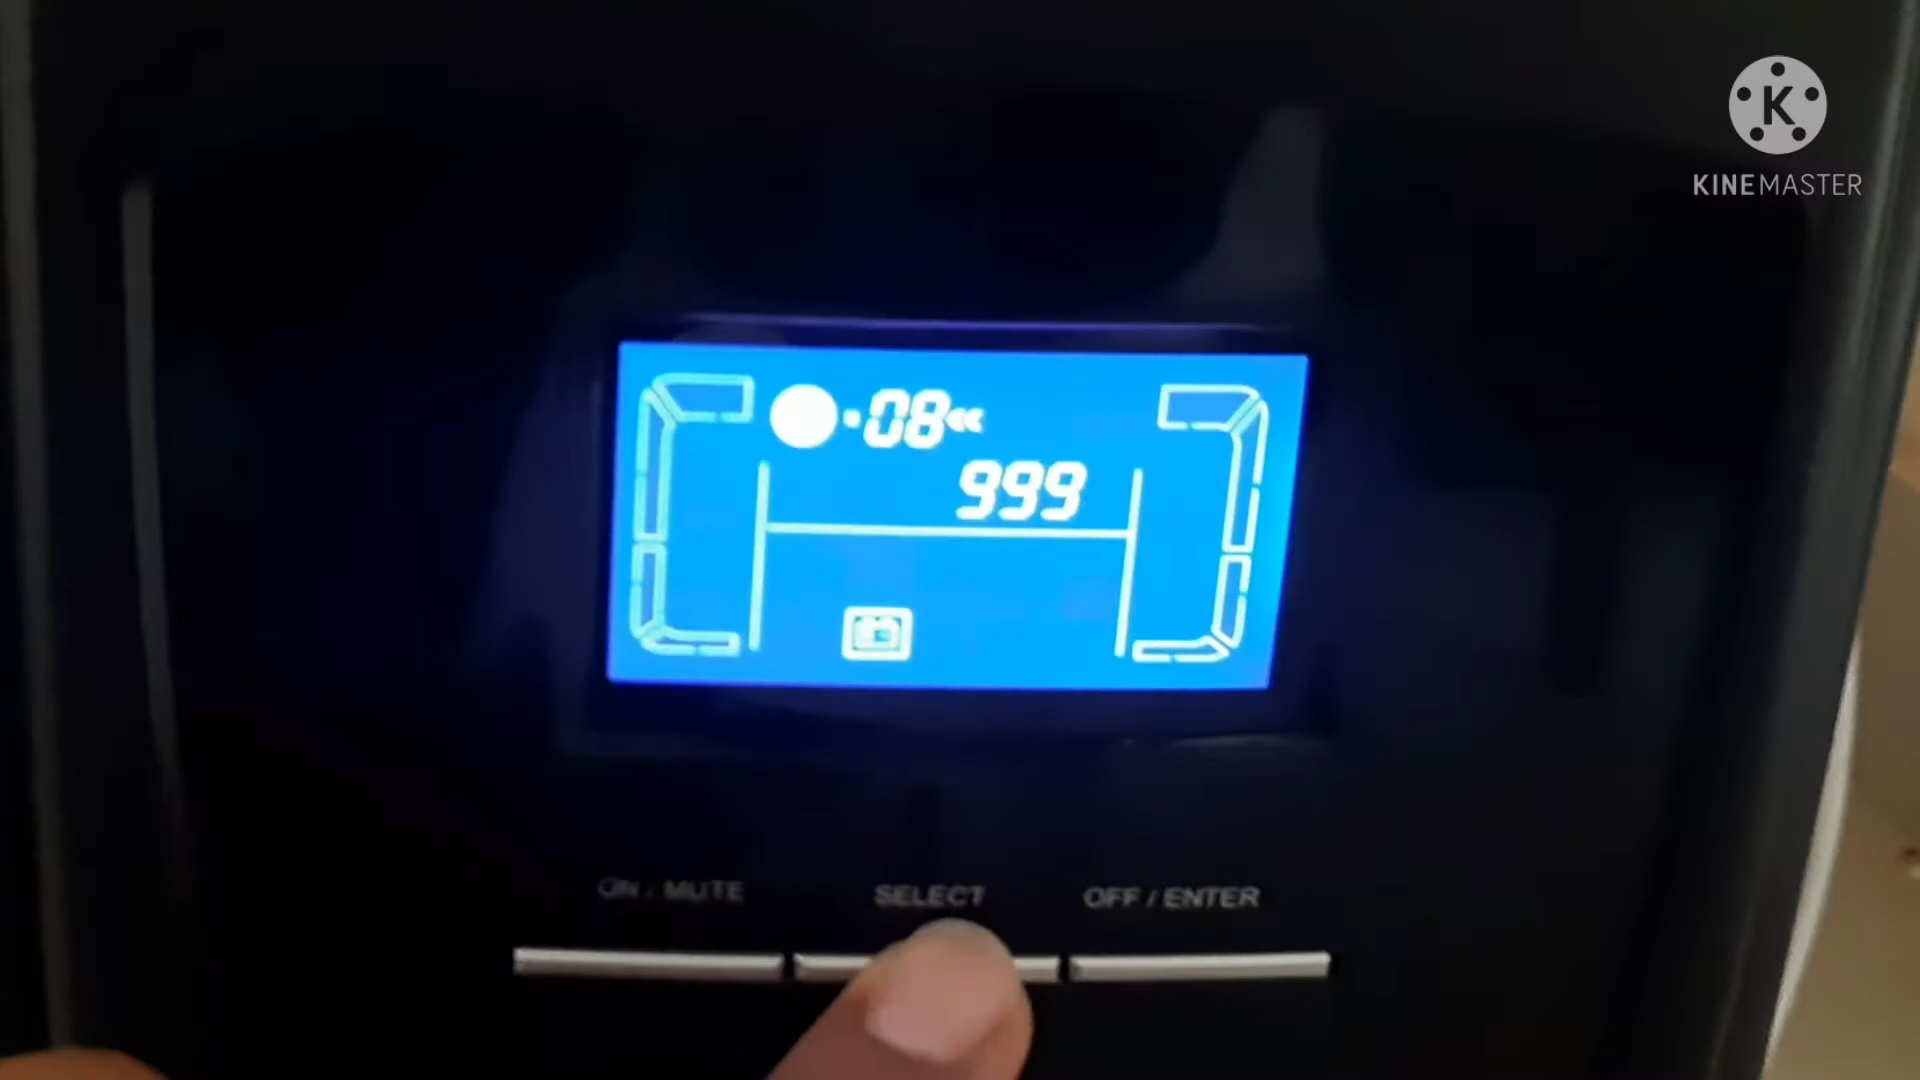 K
KINEMASTER
08
999
ON / MUTE
SELECT
OFF / ENTER